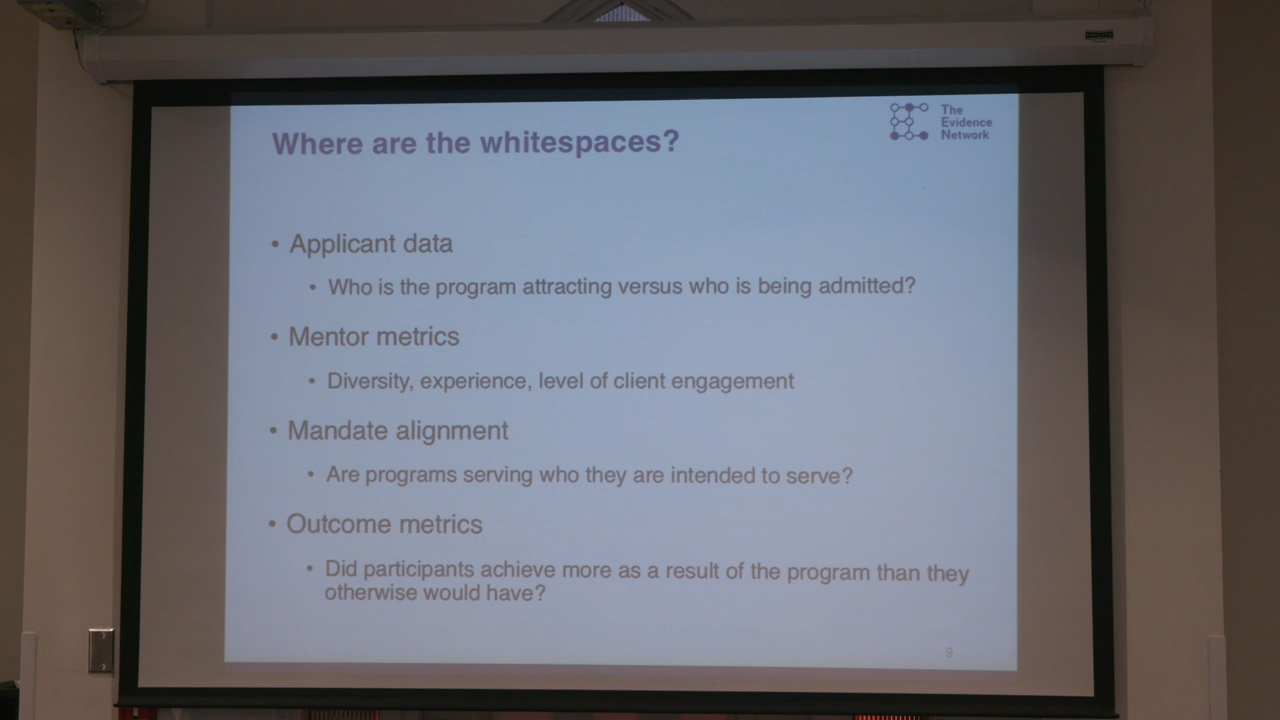 Where are the whitespaces?
The
Evidence
Network
• Applicant data
• Who is the program attracting versus who is being admitted?
• Mentor metrics
• Diversity, experience, level of client engagement
• Mandate alignment
• Are programs serving who they are intended to serve?
• Outcome metrics
• Did participants achieve more as a result of the program than they
otherwise would have?
9